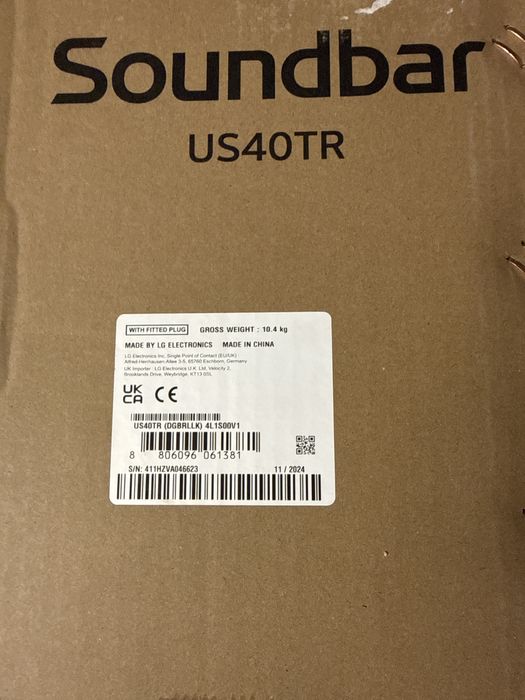 Soundbar
US40TR
WITH FITTED PLUG GROSS WEIGHT : 10.4 kg
MADE BY LG ELECTRONICS MADE IN CHINA
LG Electronics Inc. Single Point of Contact (EU/UK)
Alfred-Herrhausen-Allee 3-5, 65760 Eschborn, Germany
UK Importer : LG Electronics U.K. Ltd, Velocity 2,
Brooklands Drive, Weybridge, KT13 0SL
UK
CA CE
US40TR (DGBRLLK) 4L1S00V1
8 806096 061381
S/N: 411HZVA046623 11 / 2024